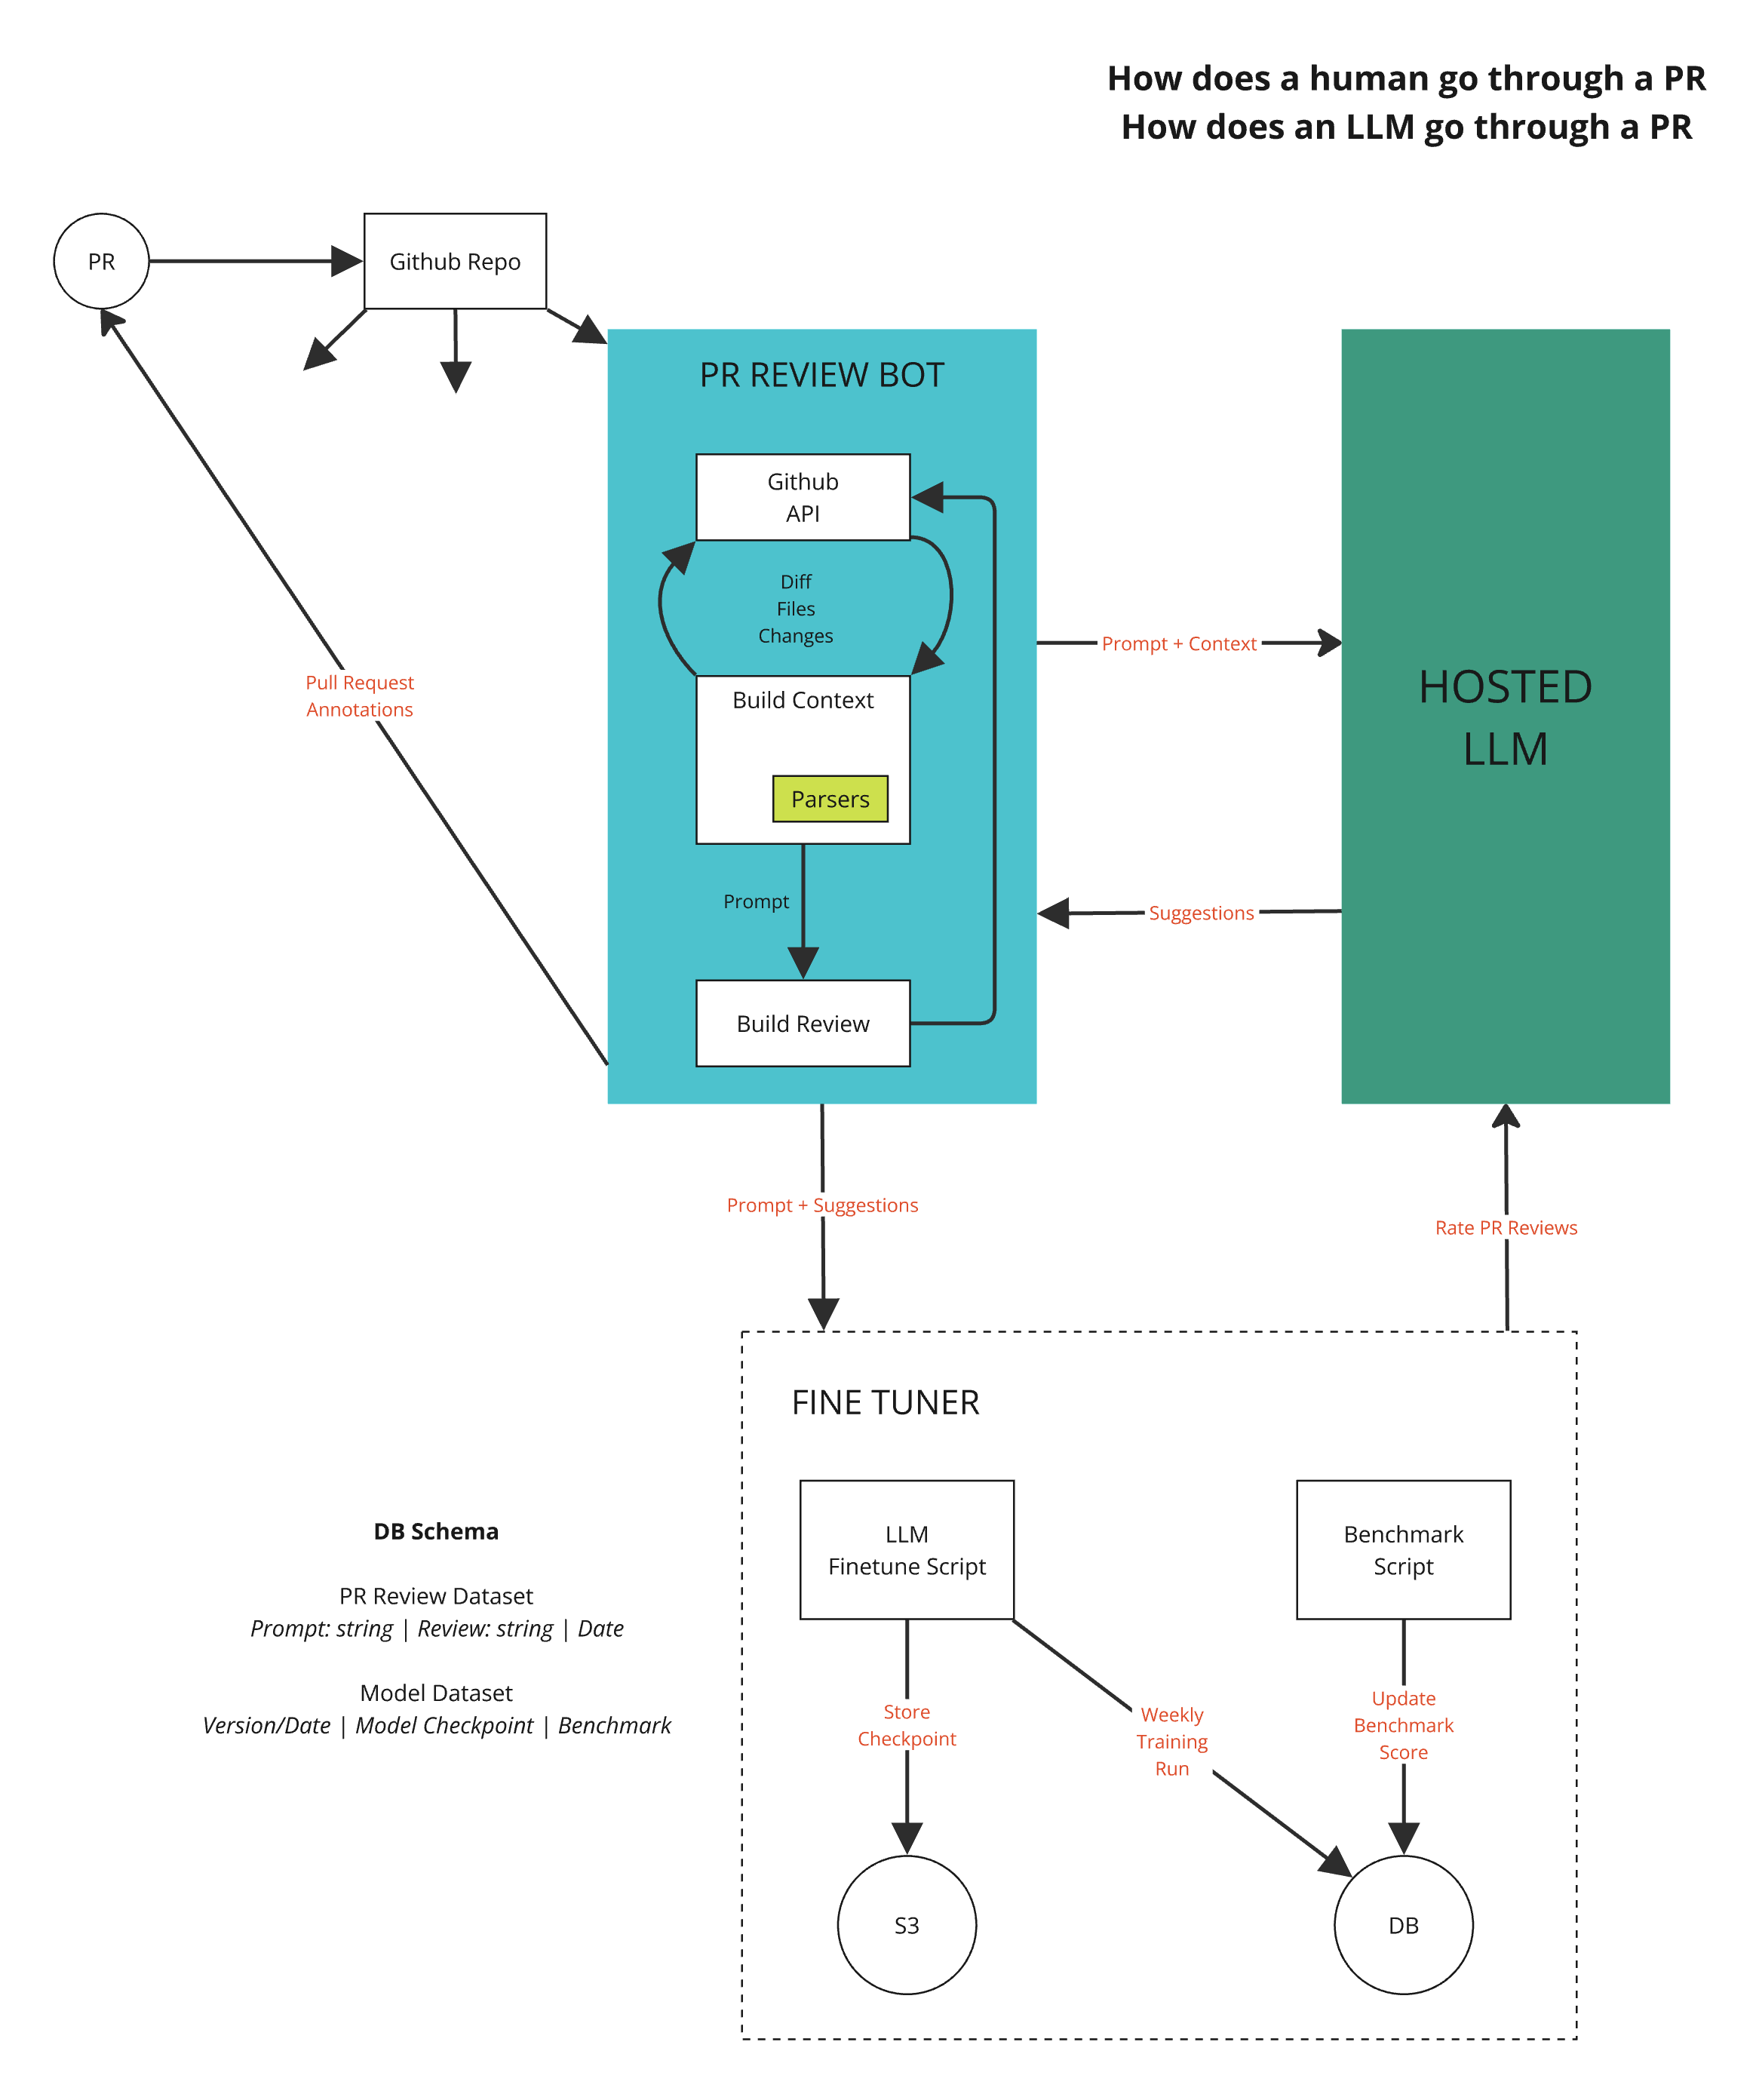 How does a human go through a PR
How does an LLM go through a PR
PR
Github Repo
PR REVIEW BOT
Github
API
Diff
Files
Changes
Build Context
Parsers
Prompt
Build Review
Pull Request
Annotations
Prompt + Context
HOSTED
LLM
Suggestions
Prompt + Suggestions
Rate PR Reviews
FINE TUNER
LLM
Finetune Script
Benchmark
Script
Store
Checkpoint
Weekly
Training
Run
Update
Benchmark
Score
S3
DB
DB Schema
PR Review Dataset
Prompt: string | Review: string | Date
Model Dataset
Version/Date | Model Checkpoint | Benchmark